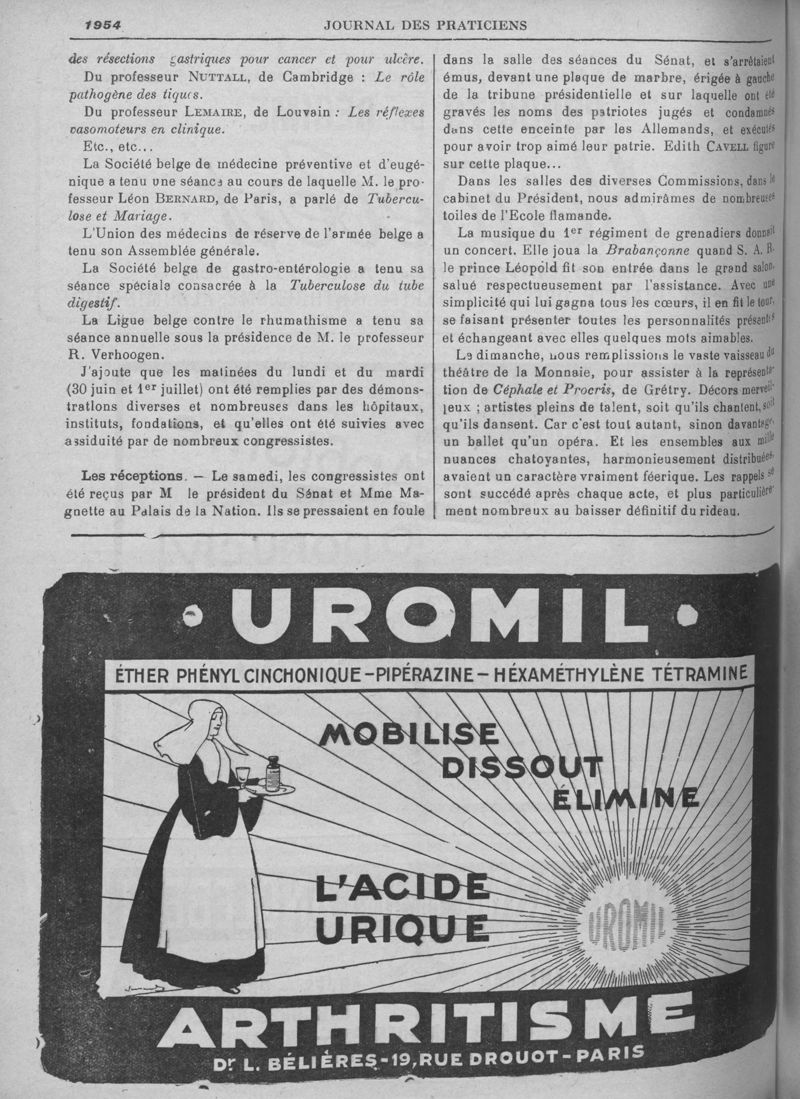 1954 JOURNAL DES PRATICIENS
des résections gastriques pour cancer et pour ulcère.
Du professeur NUTTALL, de Cambridge : Le rôle
pathogène des tiques.
Du professeur LEMAIRE, de Louvain : Les réflexes
vasomoteurs en clinique.
Etc., etc...
La Société belge de médecine préventive et d'eugé-
nique a tenu une séance au cours de laquelle M. le pro-
fesseur Léon BERNARD, de Paris, a parlé de Tubercu-
lose et Mariage.
L'Union des médecins de réserve de l'armée belge a
tenu son Assemblée générale.
La Société belge de gastro-entérologie a tenu sa
séance spéciale consacrée à la Tuberculose du tube
digestif.
La Ligue belge contre le rhumathisme a tenu sa
séance annuelle sous la présidence de M. le professeur
R. Verhoogen.
J'ajoute que les matinées du lundi et du mardi
(30 juin et 1er juillet) ont été remplies par des démons-
trations diverses et nombreuses dans les hôpitaux,
instituts, fondations, et qu'elles ont été suivies avec
assiduité par de nombreux congressistes.
Les réceptions. — Le samedi, les congressistes ont
été reçus par M le président du Sénat et Mme Ma-
gnette au Palais de la Nation. Ils se pressaient en foule
dans la salle des séances du Sénat, et s'arrêtaient
émus, devant une plaque de marbre, érigée à gauche
de la tribune présidentielle et sur laquelle ont été
gravés les noms des patriotes jugés et condamnés
dans cette enceinte par les Allemands, et exécutés
pour avoir trop aimé leur patrie. Edith CAVELL figure
sur cette plaque...
Dans les salles des diverses Commissions, dans le
cabinet du Président, nous admirâmes de nombreuses
toiles de l'Ecole flamande.
La musique du 1er régiment de grenadiers donnait
un concert. Elle joua la Brabançonne quand S. A. R.
le prince Léopold fit son entrée dans le grand salon,
salué respectueusement par l'assistance. Avec une
simplicité qui lui gagna tous les cœurs, il en fit le tour,
se faisant présenter toutes les personnalités présentes
et échangeant avec elles quelques mots aimables.
Le dimanche, nous remplissions le vaste vaisseau du
théâtre de la Monnaie, pour assister à la représenta-
tion de Céphale et Procris, de Grétry. Décors merveil-
leux ; artistes pleins de talent, soit qu'ils chantent, soit
qu'ils dansent. Car c'est tout autant, sinon davantage,
un ballet qu'un opéra. Et les ensembles aux mille
nuances chatoyantes, harmonieusement distribuées,
avaient un caractère vraiment féerique. Les rappels se
sont succédé après chaque acte, et plus particulière-
ment nombreux au baisser définitif du rideau.
• UROMIL •
ÉTHER PHÉNYL CINCHONIQUE - PIPÉRAZINE - HÉXAMÉTHYLÈNE TÉTRAMINE
MOBILISE
DISSOUT
ÉLIMINE
L'ACIDE
URIQUE
UROMIL
ARTHRITISME
Dr L. BÉLIÈRES - 19, RUE DROUOT - PARIS